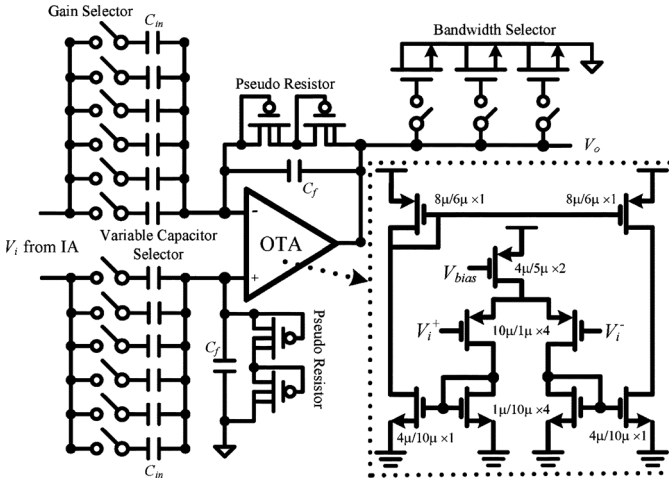 Gain Selector
C_in
Bandwidth Selector
Pseudo Resistor
V_o
C_f
-
OTA
+
V_i from IA
Variable Capacitor
Selector
8μ/6μ ×1
8μ/6μ ×1
V_bias
4μ/5μ ×2
V_i^+
10μ/1μ ×4
V_i^-
C_f
Pseudo Resistor
1μ/10μ ×4
4μ/10μ ×1
4μ/10μ ×1
C_in